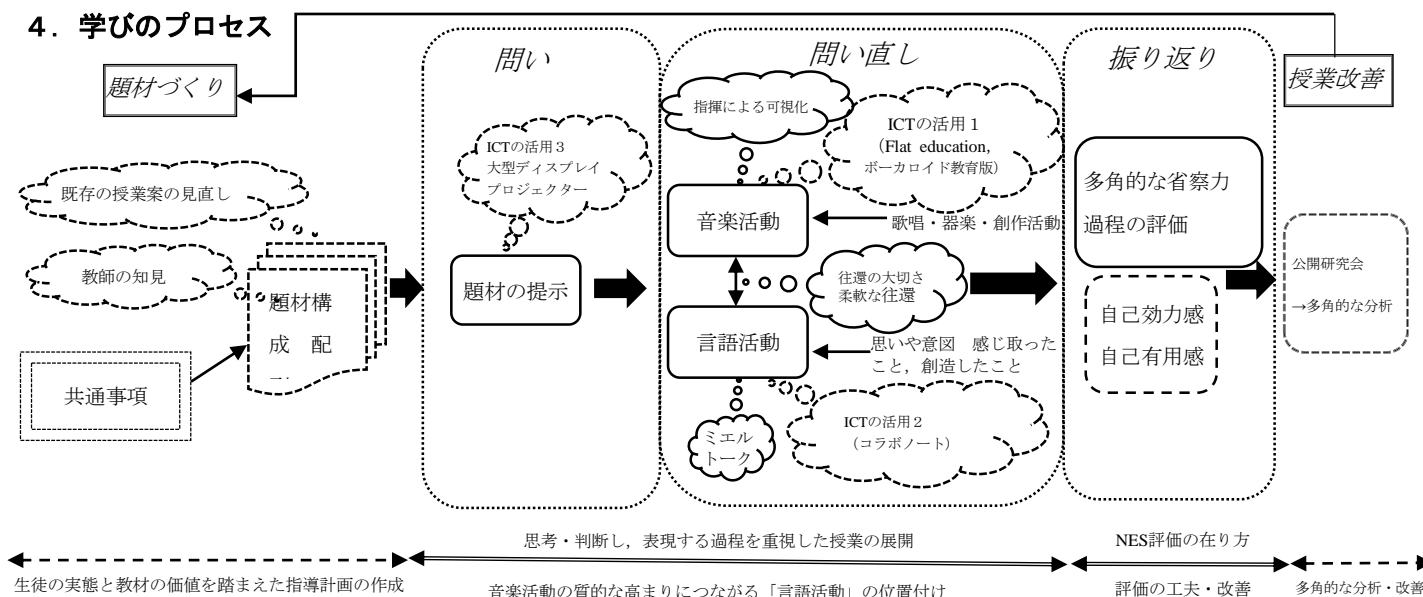 ４．学びのプロセス
題材づくり
既存の授業案の見直し
教師の知見
題材構
成　配
共通事項
問い
ICTの活用３
大型ディスプレイ
プロジェクター
題材の提示
問い直し
指揮による可視化
ICTの活用１
（Flat education,
ボーカロイド教育版）
音楽活動
歌唱・器楽・創作活動
往還の大切さ
柔軟な往還
言語活動
思いや意図　感じ取った
こと，創造したこと
ミエル
トーク
ICTの活用２
（コラボノート）
振り返り
多角的な省察力
過程の評価
自己効力感
自己有用感
授業改善
公開研究会
→多角的な分析
思考・判断し，表現する過程を重視した授業の展開
NES評価の在り方
生徒の実態と教材の価値を踏まえた指導計画の作成
音楽活動の質的な高まりにつながる「言語活動」の位置付け
評価の工夫・改善
多角的な分析・改善